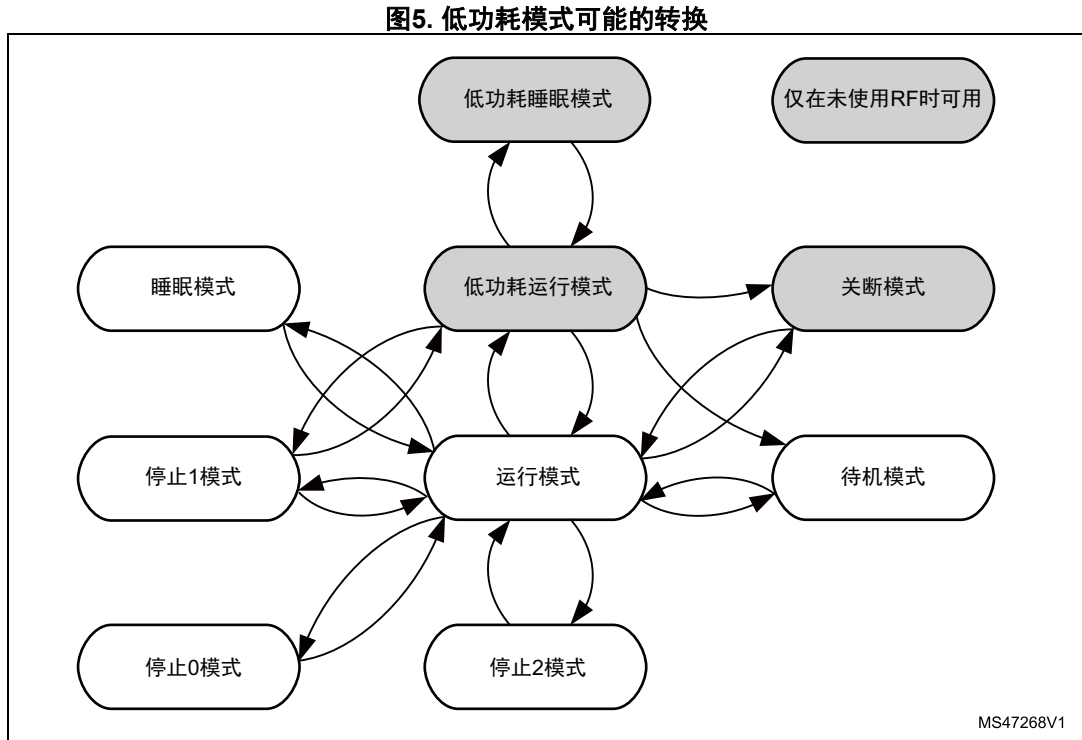 图5. 低功耗模式可能的转换
低功耗睡眠模式
仅在未使用RF时可用
睡眠模式
低功耗运行模式
关断模式
停止1模式
运行模式
待机模式
停止0模式
停止2模式
MS47268V1